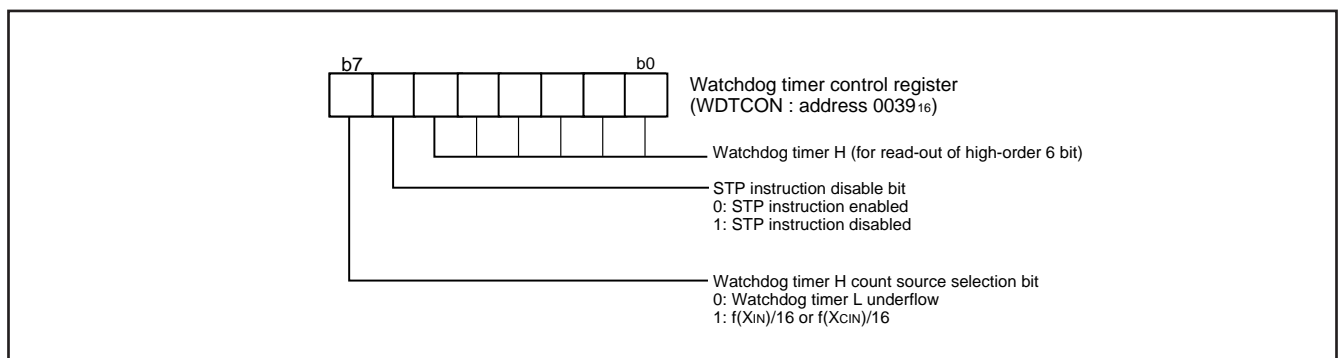 b7
b0
Watchdog timer control register
(WDTCON : address 003916)
Watchdog timer H (for read-out of high-order 6 bit)
STP instruction disable bit
0: STP instruction enabled
1: STP instruction disabled
Watchdog timer H count source selection bit
0: Watchdog timer L underflow
1: f(XIN)/16 or f(XCIN)/16